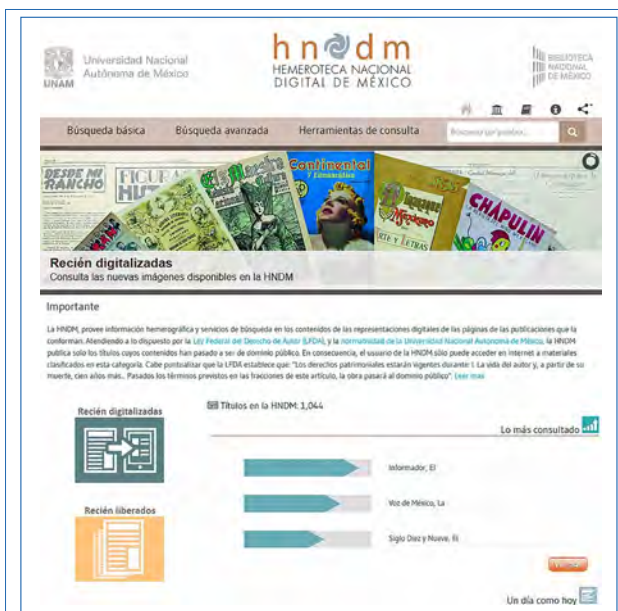 UNAM
Universidad Nacional
Autónoma de México
hndm
HEMEROTECA NACIONAL
DIGITAL DE MÉXICO
BIBLIOTECA
NACIONAL
DE MÉXICO
Búsqueda básica Búsqueda avanzada Herramientas de consulta
DESDE MI
RANCHO
Continental
CHAPULIN
ARTE Y LETRAS
Recién digitalizadas
Consulta las nuevas imágenes disponibles en la HNDM
Importante
La HNDM, provee información hemerográfica y servicios de búsqueda en los contenidos de las representaciones digitales de las páginas de las publicaciones que la
conforman. Atendiendo a lo dispuesto por la Ley Federal del Derecho de Autor (LFDA), y la normatividad de la Universidad Nacional Autónoma de México, la HNDM
publica solo los títulos cuyos contenidos han pasado a ser de dominio público. En consecuencia, el usuario de la HNDM sólo puede acceder en internet a materiales
clasificados en esta categoría. Cabe puntualizar que la LFDA establece que: "Los derechos patrimoniales estarán vigentes durante: I. La vida del autor y, a partir de su
muerte, cien años más... Pasados los términos previstos en las fracciones de este artículo, la obra pasará al dominio público". Leer más
Recién digitalizadas
Títulos en la HNDM: 1,044
Lo más consultado
Informador, El
Voz de México, La
Recién liberados
Siglo Diez y Nueve, El
Un día como hoy